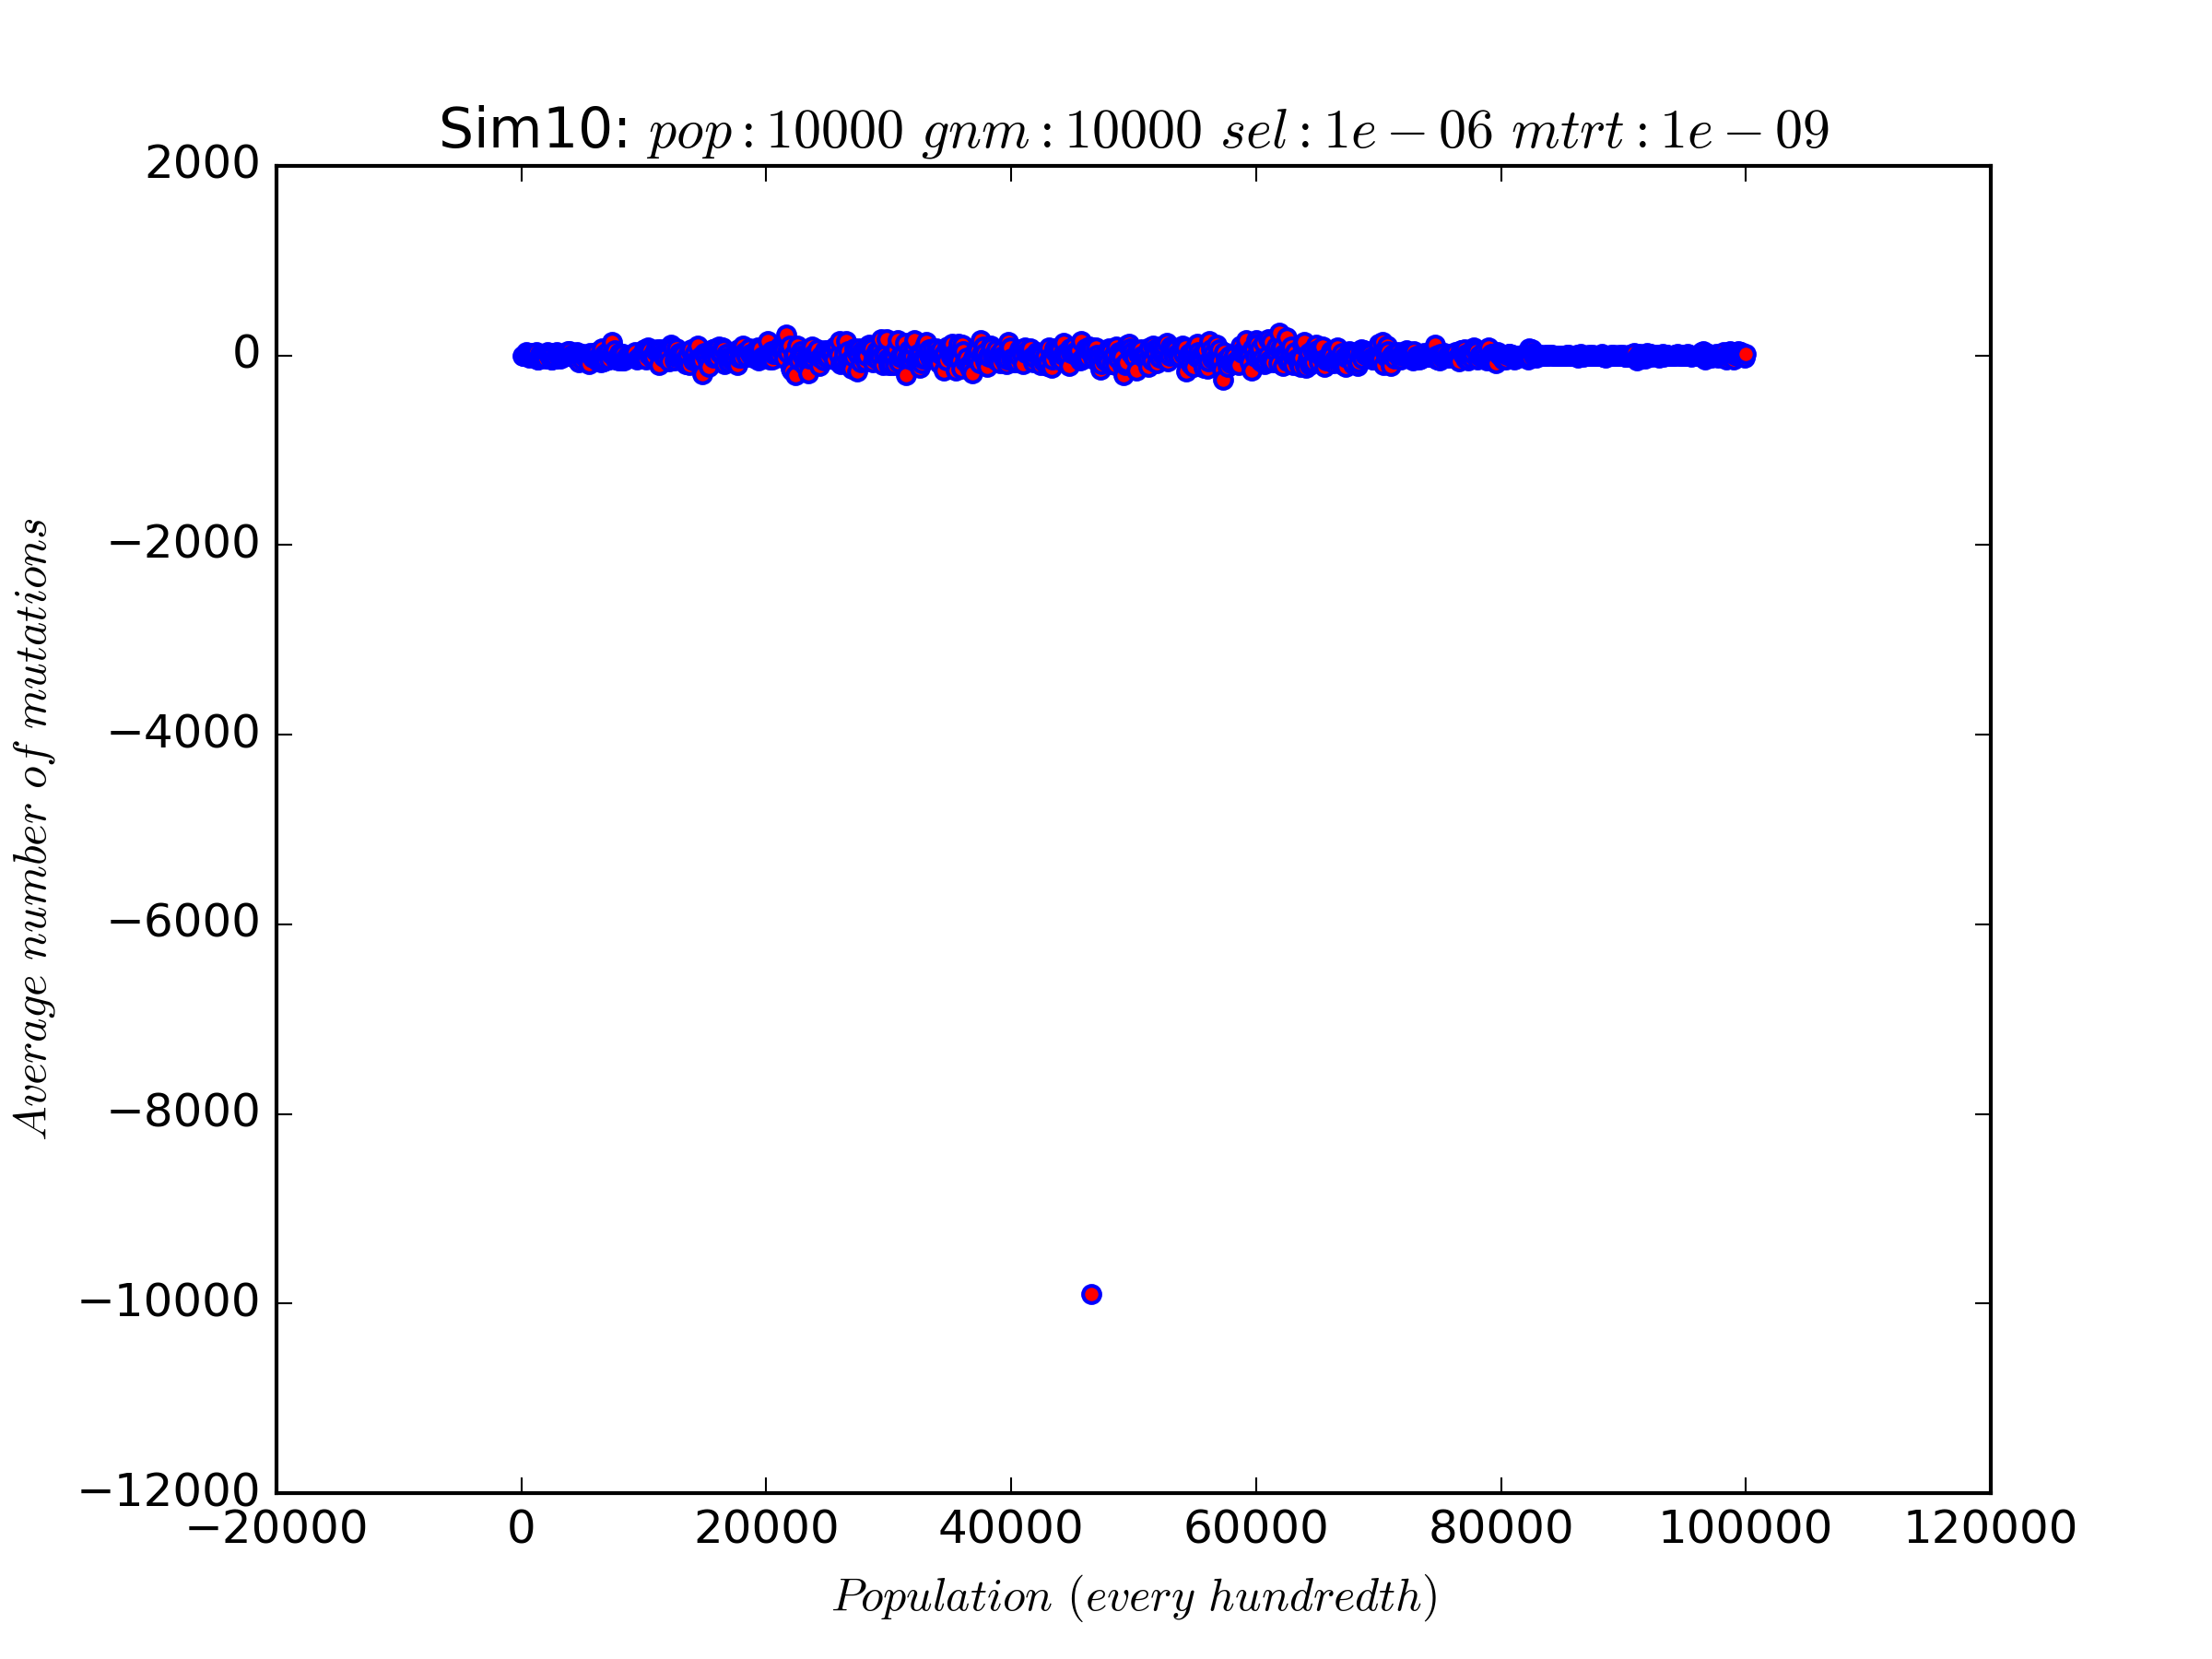 Sim10: pop : 10000 gnm : 10000 sel : 1e − 06 mtrt : 1e − 09
2000
0
−2000
−4000
−6000
−8000
−10000
−12000
Average number of mutations
−20000 0 20000 40000 60000 80000 100000 120000
Population (every hundredth)